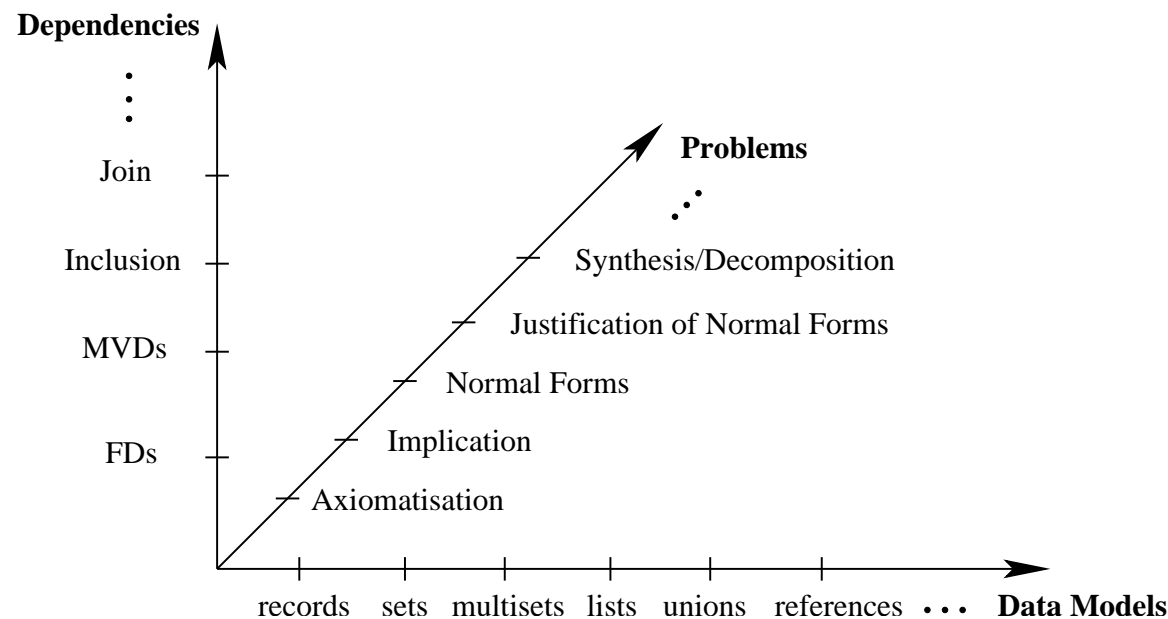 Dependencies
Join
Problems
Inclusion
Synthesis/Decomposition
Justification of Normal Forms
MVDs
Normal Forms
Implication
FDs
Axiomatisation
records sets multisets lists unions references ... Data Models